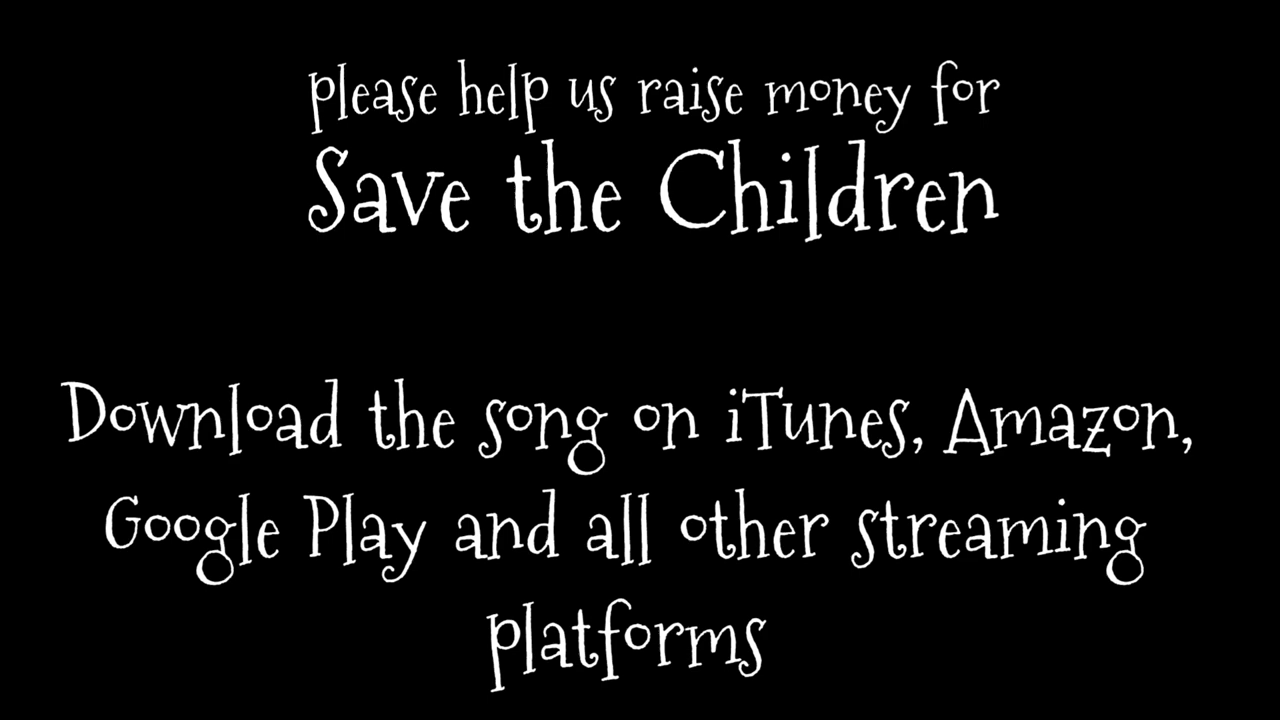 please help us raise money for
Save the Children
Download the song on iTunes, Amazon,
Google Play and all other streaming
platforms